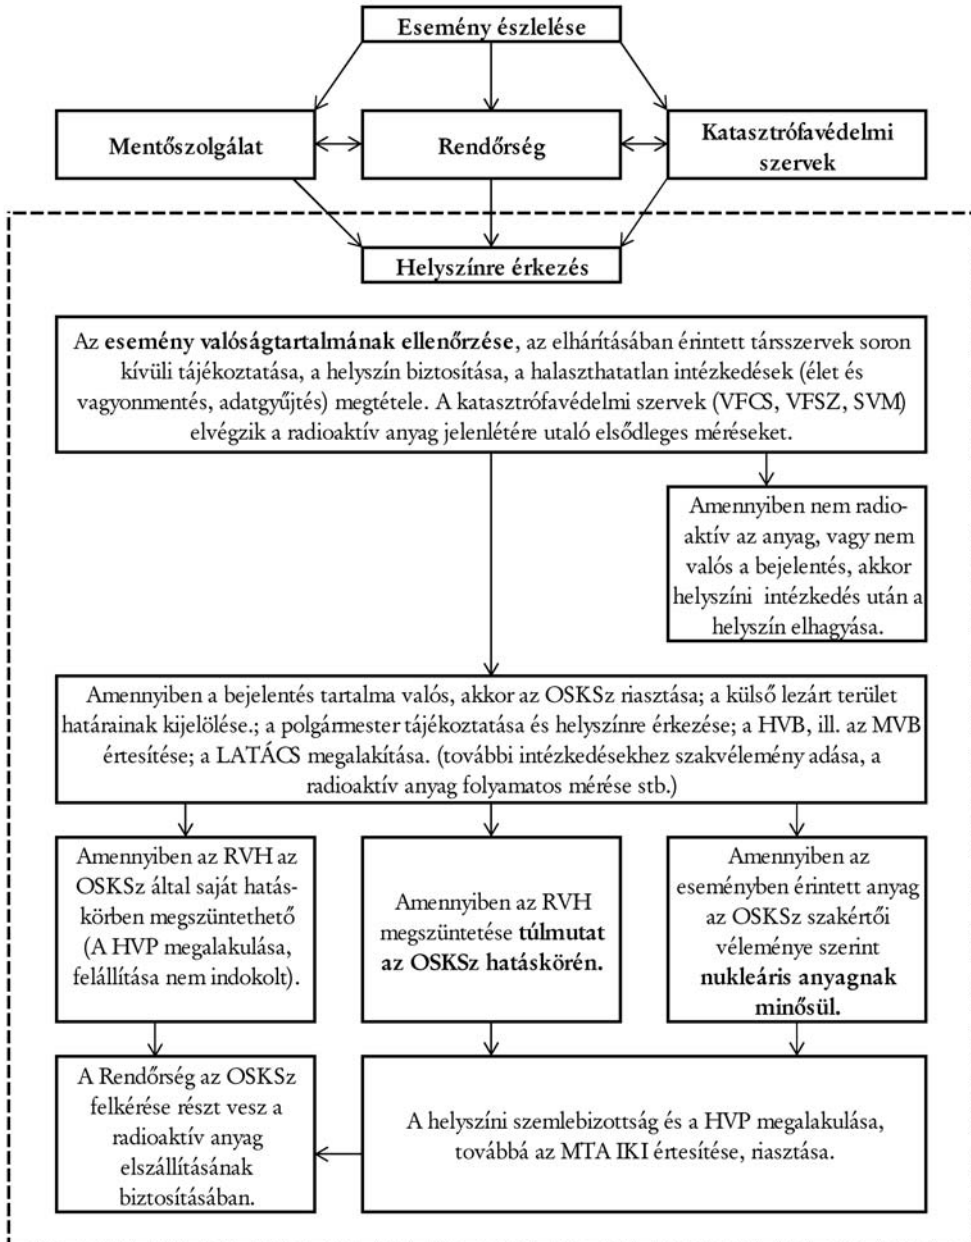 Esemény észlelése
Mentőszolgálat
Rendőrség
Katasztrófavédelmi
szervek
Helyszínre érkezés
Az esemény valóságtartalmának ellenőrzése, az elhárításában érintett társszervek soron
kívüli tájékoztatása, a helyszín biztosítása, a halaszthatatlan intézkedések (élet és
vagyonmentés, adatgyűjtés) megtétele. A katasztrófavédelmi szervek (VFCS, VFSZ, SVM)
elvégzik a radioaktív anyag jelenlétére utaló elsődleges méréseket.
Amennyiben nem radio-
aktív az anyag, vagy nem
valós a bejelentés, akkor
helyszíni intézkedés után a
helyszín elhagyása.
Amennyiben a bejelentés tartalma valós, akkor az OSKSz riasztása; a külső lezárt terület
határainak kijelölése.; a polgármester tájékoztatása és helyszínre érkezése; a HVB, ill. az MVB
értesítése; a LATÁCS megalakítása. (további intézkedésekhez szakvélemény adása, a
radioaktív anyag folyamatos mérése stb.)
Amennyiben az RVH az
OSKSz által saját hatás-
körben megszüntethető
(A HVP megalakulása,
felállítása nem indokolt).
Amennyiben az RVH
megszüntetése túlmutat
az OSKSz hatáskörén.
Amennyiben az
eseményben érintett anyag
az OSKSz szakértői
véleménye szerint
nukleáris anyagnak
minősül.
A Rendőrség az OSKSz
felkérése részt vesz a
radioaktív anyag
elszállításának
biztosításában.
A helyszíni szemlebizottság és a HVP megalakulása,
továbbá az MTA IKI értesítése, riasztása.